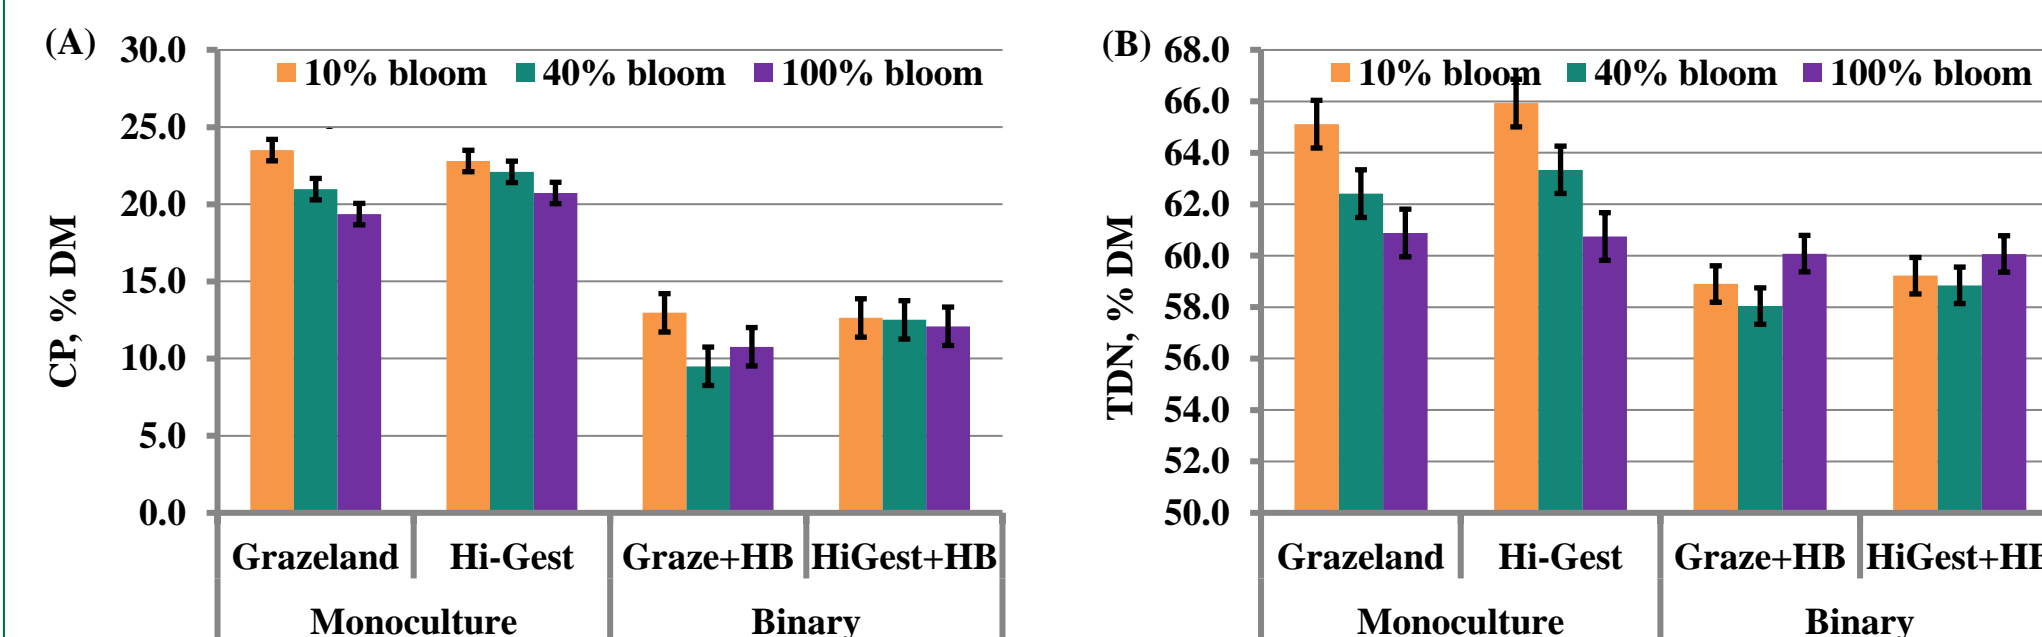 (A)
30.0
25.0
20.0
15.0
10.0
5.0
0.0
CP, % DM
10% bloom 40% bloom 100% bloom
Grazeland Hi-Gest Graze+HB HiGest+HB
Monoculture Binary
(B)
68.0
66.0
64.0
62.0
60.0
58.0
56.0
54.0
52.0
50.0
TDN, % DM
10% bloom 40% bloom 100% bloom
Grazeland Hi-Gest Graze+HB HiGest+HB
Monoculture Binary